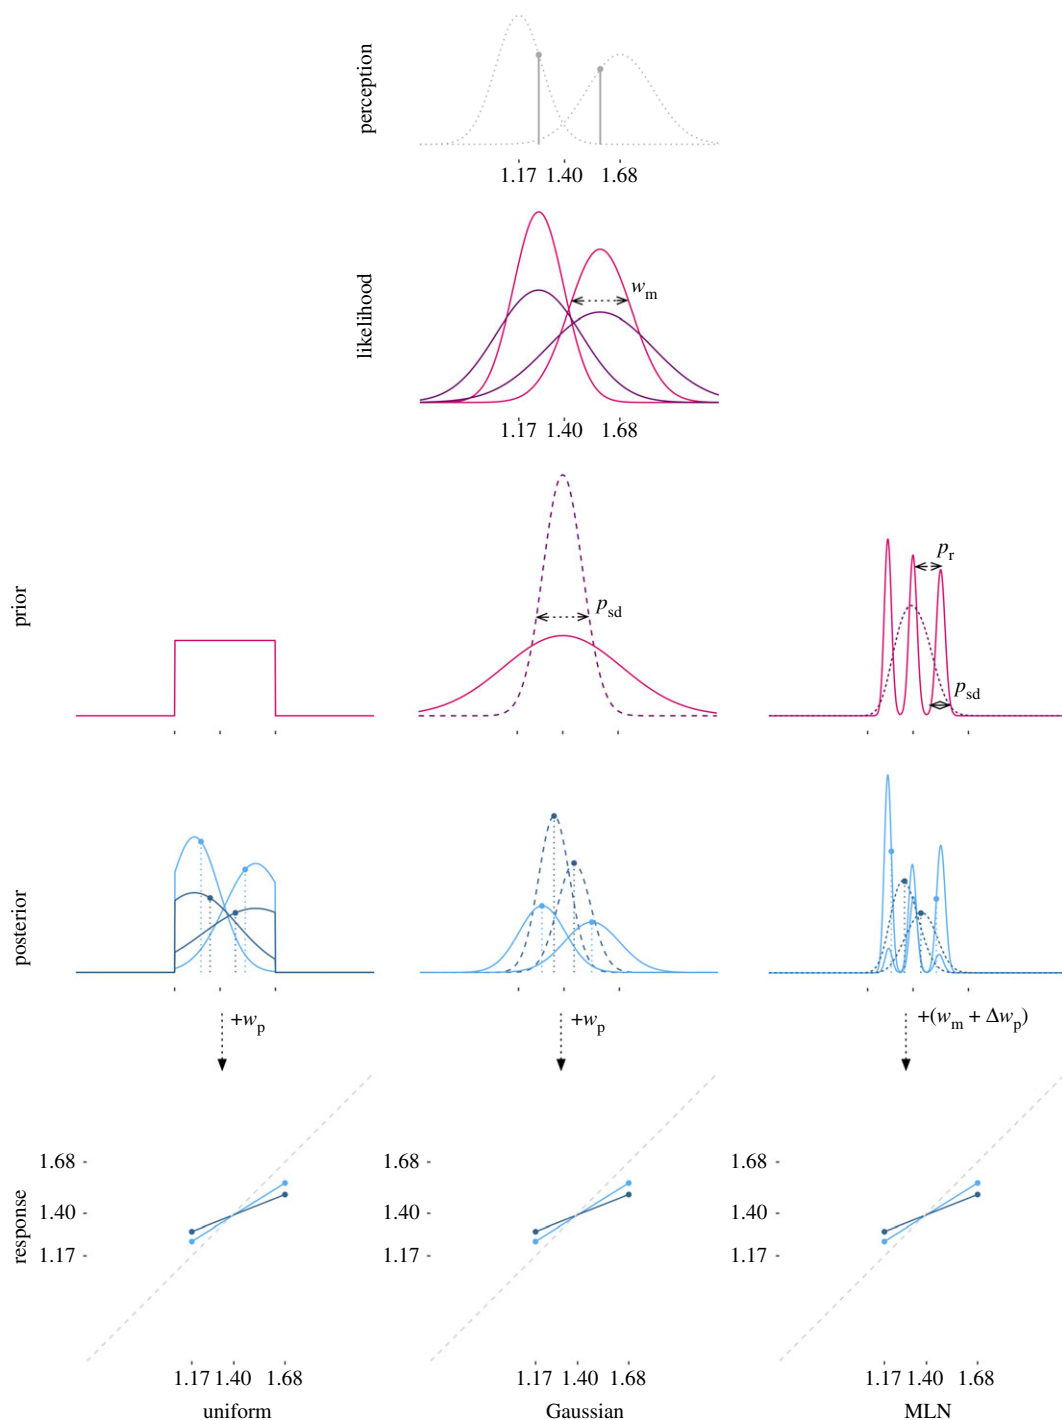 perception
1.17 1.40 1.68
likelihood
w_m
1.17 1.40 1.68
prior
p_sd
p_r
p_sd
posterior
+w_p
+w_p
+(w_m + Δw_p)
response
1.68
1.40
1.17
1.68
1.40
1.17
1.68
1.40
1.17
1.17 1.40 1.68
1.17 1.40 1.68
1.17 1.40 1.68
uniform
Gaussian
MLN